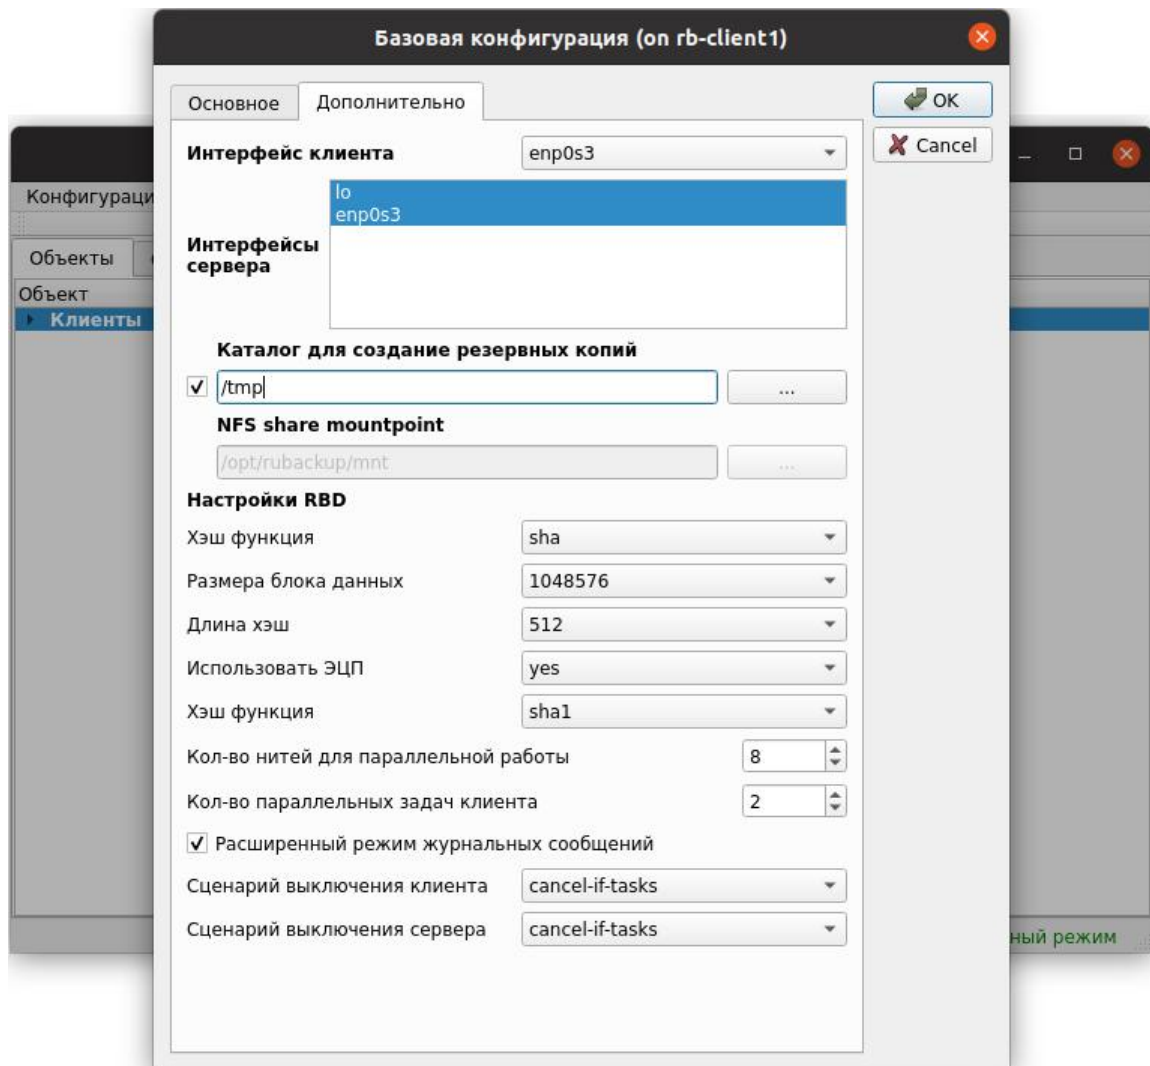 Базовая конфигурация (on rb-client1)
Основное
Дополнительно
OK
Cancel
Интерфейс клиента
enp0s3
lo
enp0s3
Интерфейсы
сервера
Каталог для создание резервных копий
/tmp
...
NFS share mountpoint
/opt/rubackup/mnt
...
Настройки RBD
Хэш функция
sha
Размера блока данных
1048576
Длина хэш
512
Использовать ЭЦП
yes
Хэш функция
sha1
Кол-во нитей для параллельной работы
8
Кол-во параллельных задач клиента
2
Расширенный режим журнальных сообщений
Сценарий выключения клиента
cancel-if-tasks
Сценарий выключения сервера
cancel-if-tasks
Конфигураци
Объекты
Объект
Клиенты
ный режим